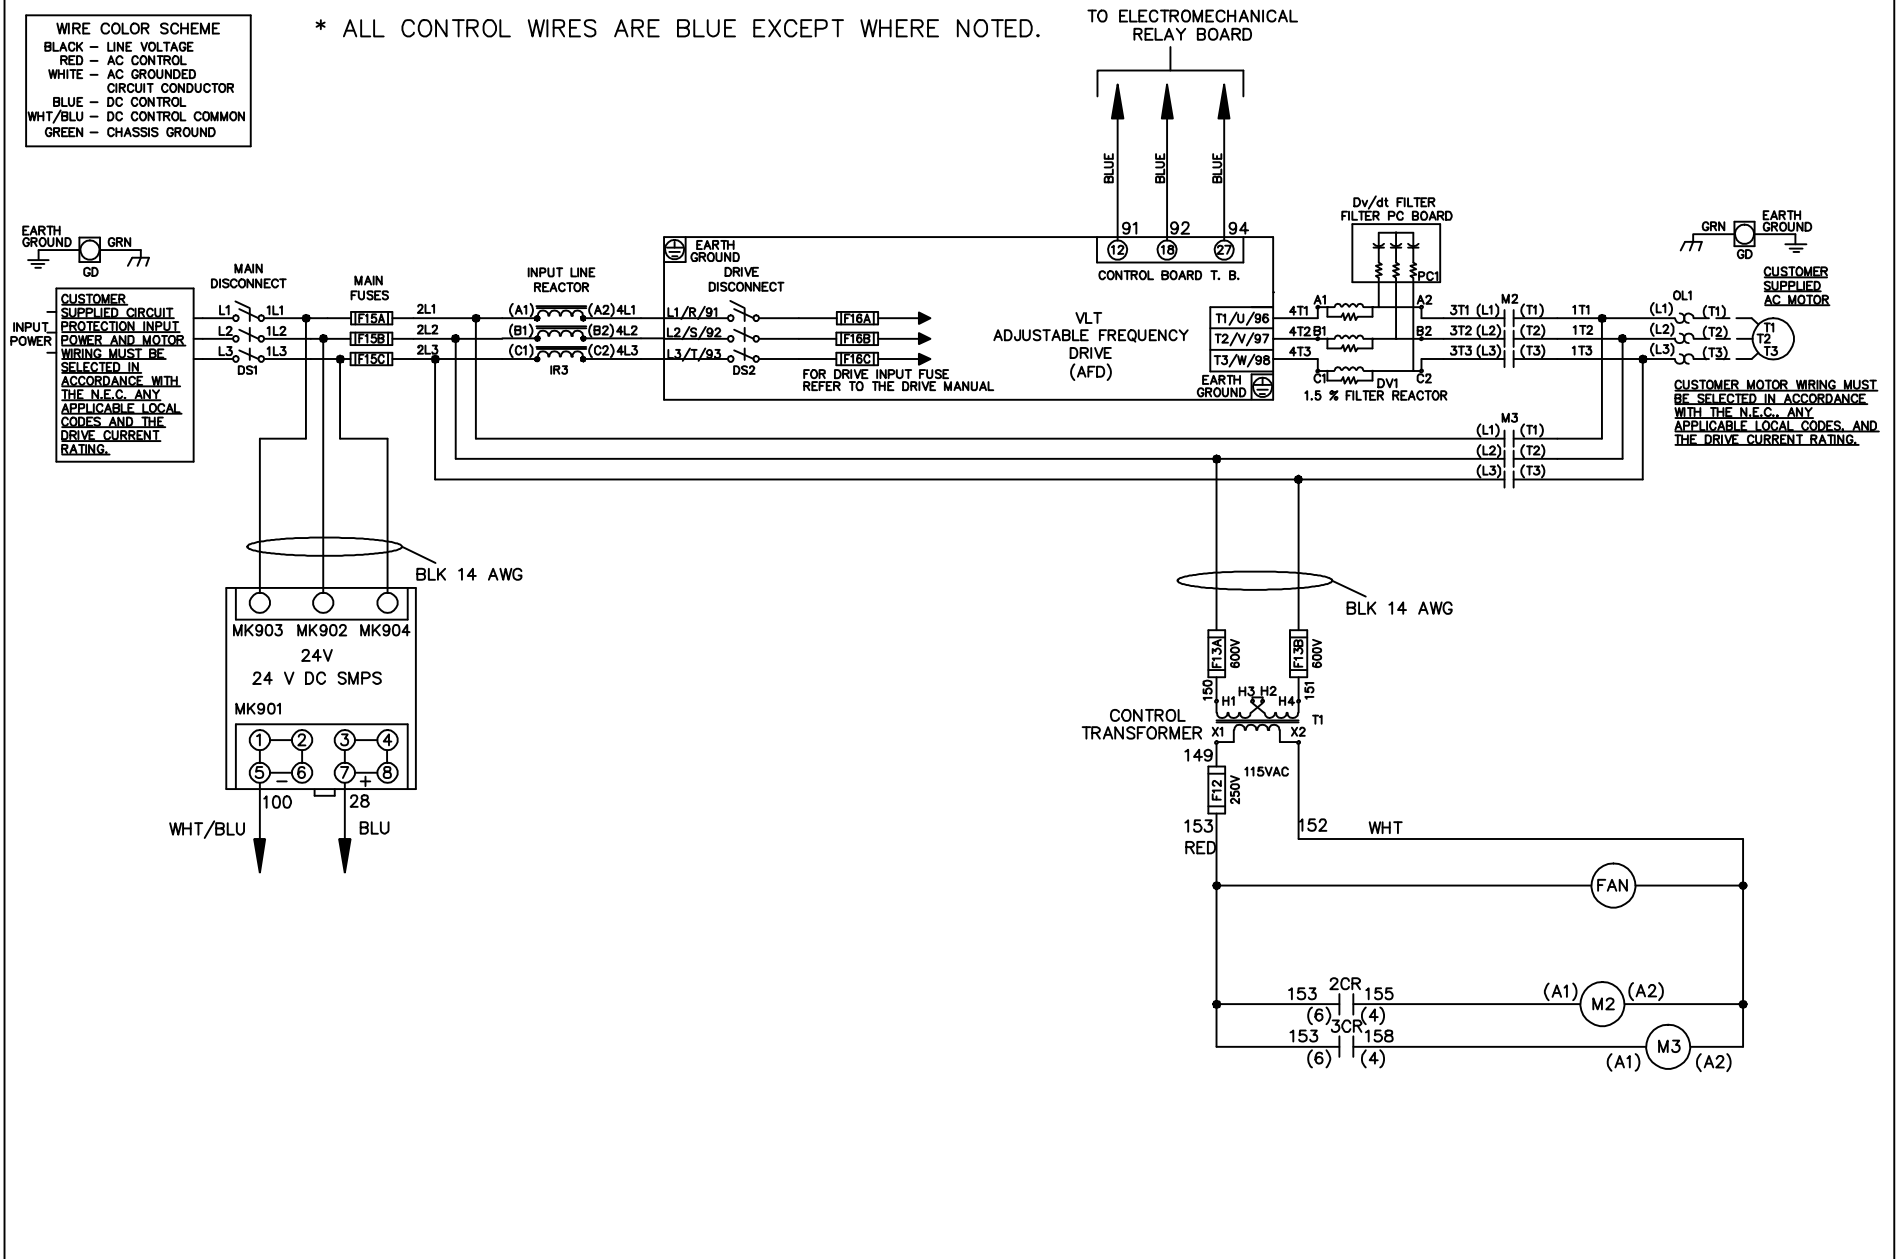 WIRE COLOR SCHEME
BLACK – LINE VOLTAGE
RED – AC CONTROL
WHITE – AC GROUNDED
CIRCUIT CONDUCTOR
BLUE – DC CONTROL
WHT/BLU – DC CONTROL COMMON
GREEN – CHASSIS GROUND
* ALL CONTROL WIRES ARE BLUE EXCEPT WHERE NOTED.
TO ELECTROMECHANICAL
RELAY BOARD
BLUE
BLUE
BLUE
91 92 94
12 18 27
CONTROL BOARD T. B.
EARTH
GROUND
GRN
GD
INPUT
POWER
CUSTOMER
SUPPLIED CIRCUIT
PROTECTION INPUT
POWER AND MOTOR
WIRING MUST BE
SELECTED IN
ACCORDANCE WITH
THE N.E.C. ANY
APPLICABLE LOCAL
CODES AND THE
DRIVE CURRENT
RATING.
MAIN
DISCONNECT
L1 1L1
L2 1L2
L3 1L3
DS1
MAIN
FUSES
F15A
F15B
F15C
2L1
2L2
2L3
INPUT LINE
REACTOR
(A1) (A2) 4L1
(B1) (B2) 4L2
(C1) (C2) 4L3
IR3
EARTH
GROUND
DRIVE
DISCONNECT
L1/R/91
L2/S/92
L3/T/93
DS2
F16A
F16B
F16C
FOR DRIVE INPUT FUSE
REFER TO THE DRIVE MANUAL
VLT
ADJUSTABLE FREQUENCY
DRIVE
(AFD)
T1/U/96
T2/V/97
T3/W/98
EARTH
GROUND
4T1
4T2
4T3
Dv/dt FILTER
FILTER PC BOARD
PC1
A1 A2
B1 B2
C1 C2
DV1
1.5 % FILTER REACTOR
M2
3T1 (L1) (T1) 1T1
3T2 (L2) (T2) 1T2
3T3 (L3) (T3) 1T3
M3
(L1) (T1)
(L2) (T2)
(L3) (T3)
OL1
(L1) (T1)
(L2) (T2)
(L3) (T3)
T1
T2
T3
GRN
GD
EARTH
GROUND
CUSTOMER
SUPPLIED
AC MOTOR
CUSTOMER MOTOR WIRING MUST
BE SELECTED IN ACCORDANCE
WITH THE N.E.C., ANY
APPLICABLE LOCAL CODES, AND
THE DRIVE CURRENT RATING.
BLK 14 AWG
MK903 MK902 MK904
24V
24 V DC SMPS
MK901
1 2 3 4
5 6 7 8
– +
100 28
WHT/BLU BLU
BLK 14 AWG
F13A 600V
F13B 600V
150 151
H1 H3 H2 H4
CONTROL
TRANSFORMER
T1
X1 X2
149
115VAC
F12 250V
153
RED
152 WHT
FAN
2CR
153 155
(6) (4)
(A1) M2 (A2)
3CR
153 158
(6) (4)
(A1) M3 (A2)